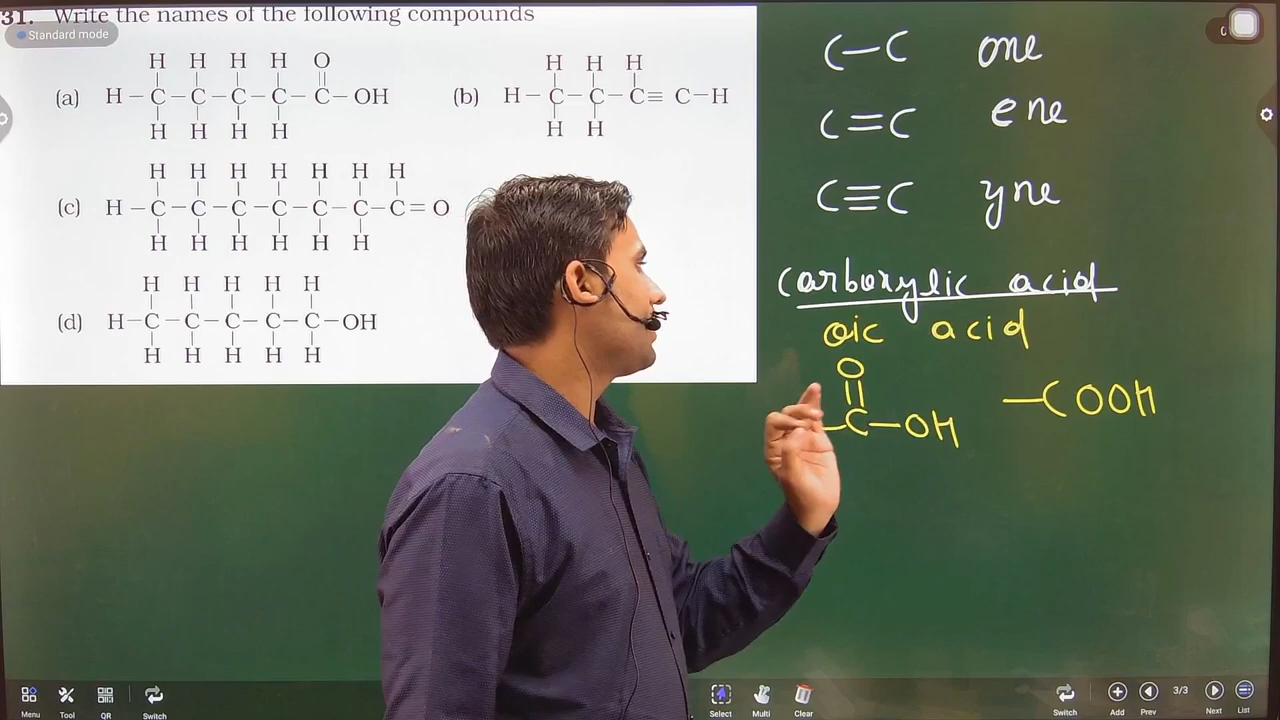 31. Write the names of the following compounds
Standard mode
H H H H O
(a) H–C–C–C–C–C–OH
H H H H
H H H
(b) H–C–C–C≡C–H
H H
H H H H H H H
(c) H–C–C–C–C–C–C–C=O
H H H H H H
H H H H H
(d) H–C–C–C–C–C–OH
H H H H H
C–C ane
C=C ene
C≡C yne
Carboxylic acid
oic acid
O
–C–OH –COOH
Menu Tool QR Switch Select Multi Clear Switch Add Prev 3/3 Next List